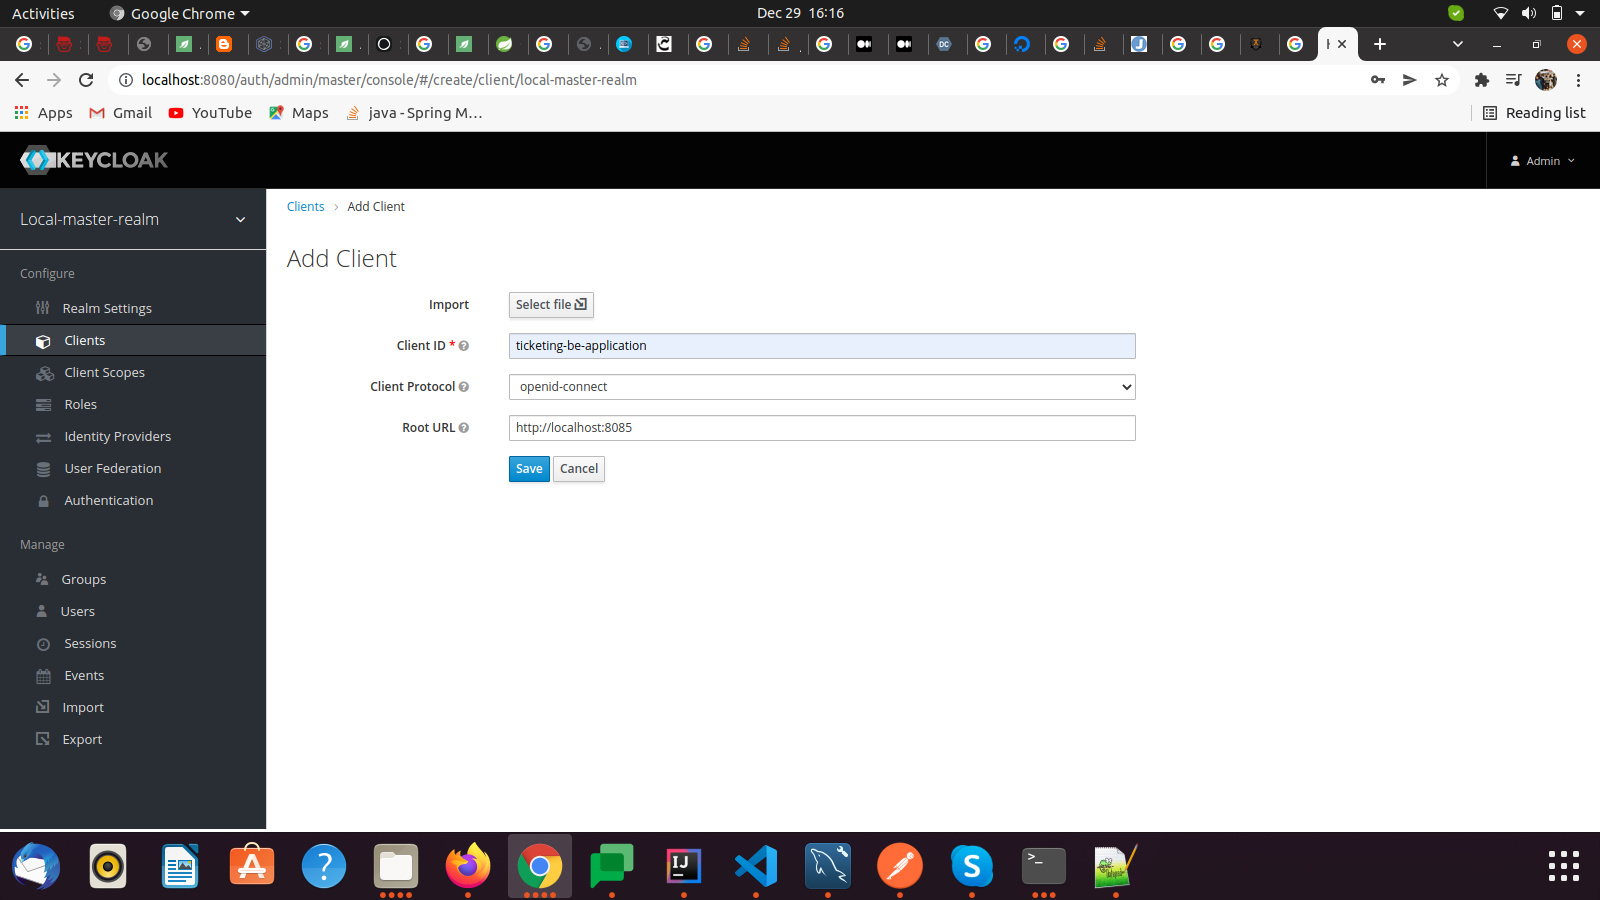 Activities Google Chrome Dec 29 16:16
localhost:8080/auth/admin/master/console/#/create/client/local-master-realm
Apps Gmail YouTube Maps java - Spring M... Reading list
KEYCLOAK Admin
Local-master-realm
Configure
Realm Settings
Clients
Client Scopes
Roles
Identity Providers
User Federation
Authentication
Manage
Groups
Users
Sessions
Events
Import
Export
Clients > Add Client
Add Client
Import Select file
Client ID * ticketing-be-application
Client Protocol openid-connect
Root URL http://localhost:8085
Save Cancel